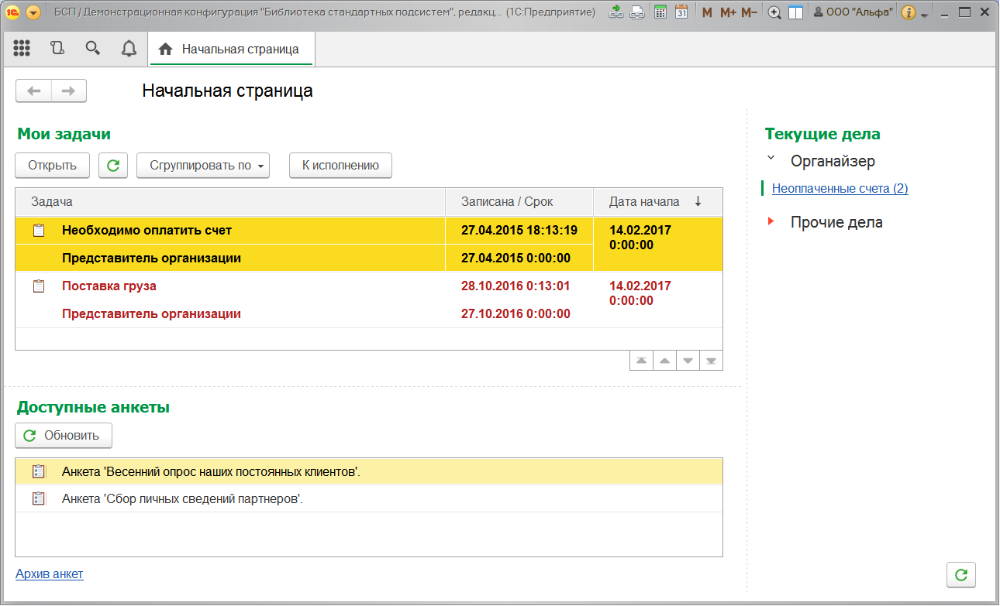 БСП / Демонстрационная конфигурация "Библиотека стандартных подсистем", редакц... (1С:Предприятие)
31 M M+ M- ООО "Альфа"
Начальная страница
Начальная страница
Мои задачи
Открыть Сгруппировать по К исполнению
Задача Записана / Срок Дата начала ↓
Необходимо оплатить счет 27.04.2015 18:13:19 14.02.2017
0:00:00
Представитель организации 27.04.2015 0:00:00
Поставка груза 28.10.2016 0:13:01 14.02.2017
0:00:00
Представитель организации 27.10.2016 0:00:00
Доступные анкеты
Обновить
Анкета 'Весенний опрос наших постоянных клиентов'.
Анкета 'Сбор личных сведений партнеров'.
Архив анкет
Текущие дела
Органайзер
Неоплаченные счета (2)
Прочие дела